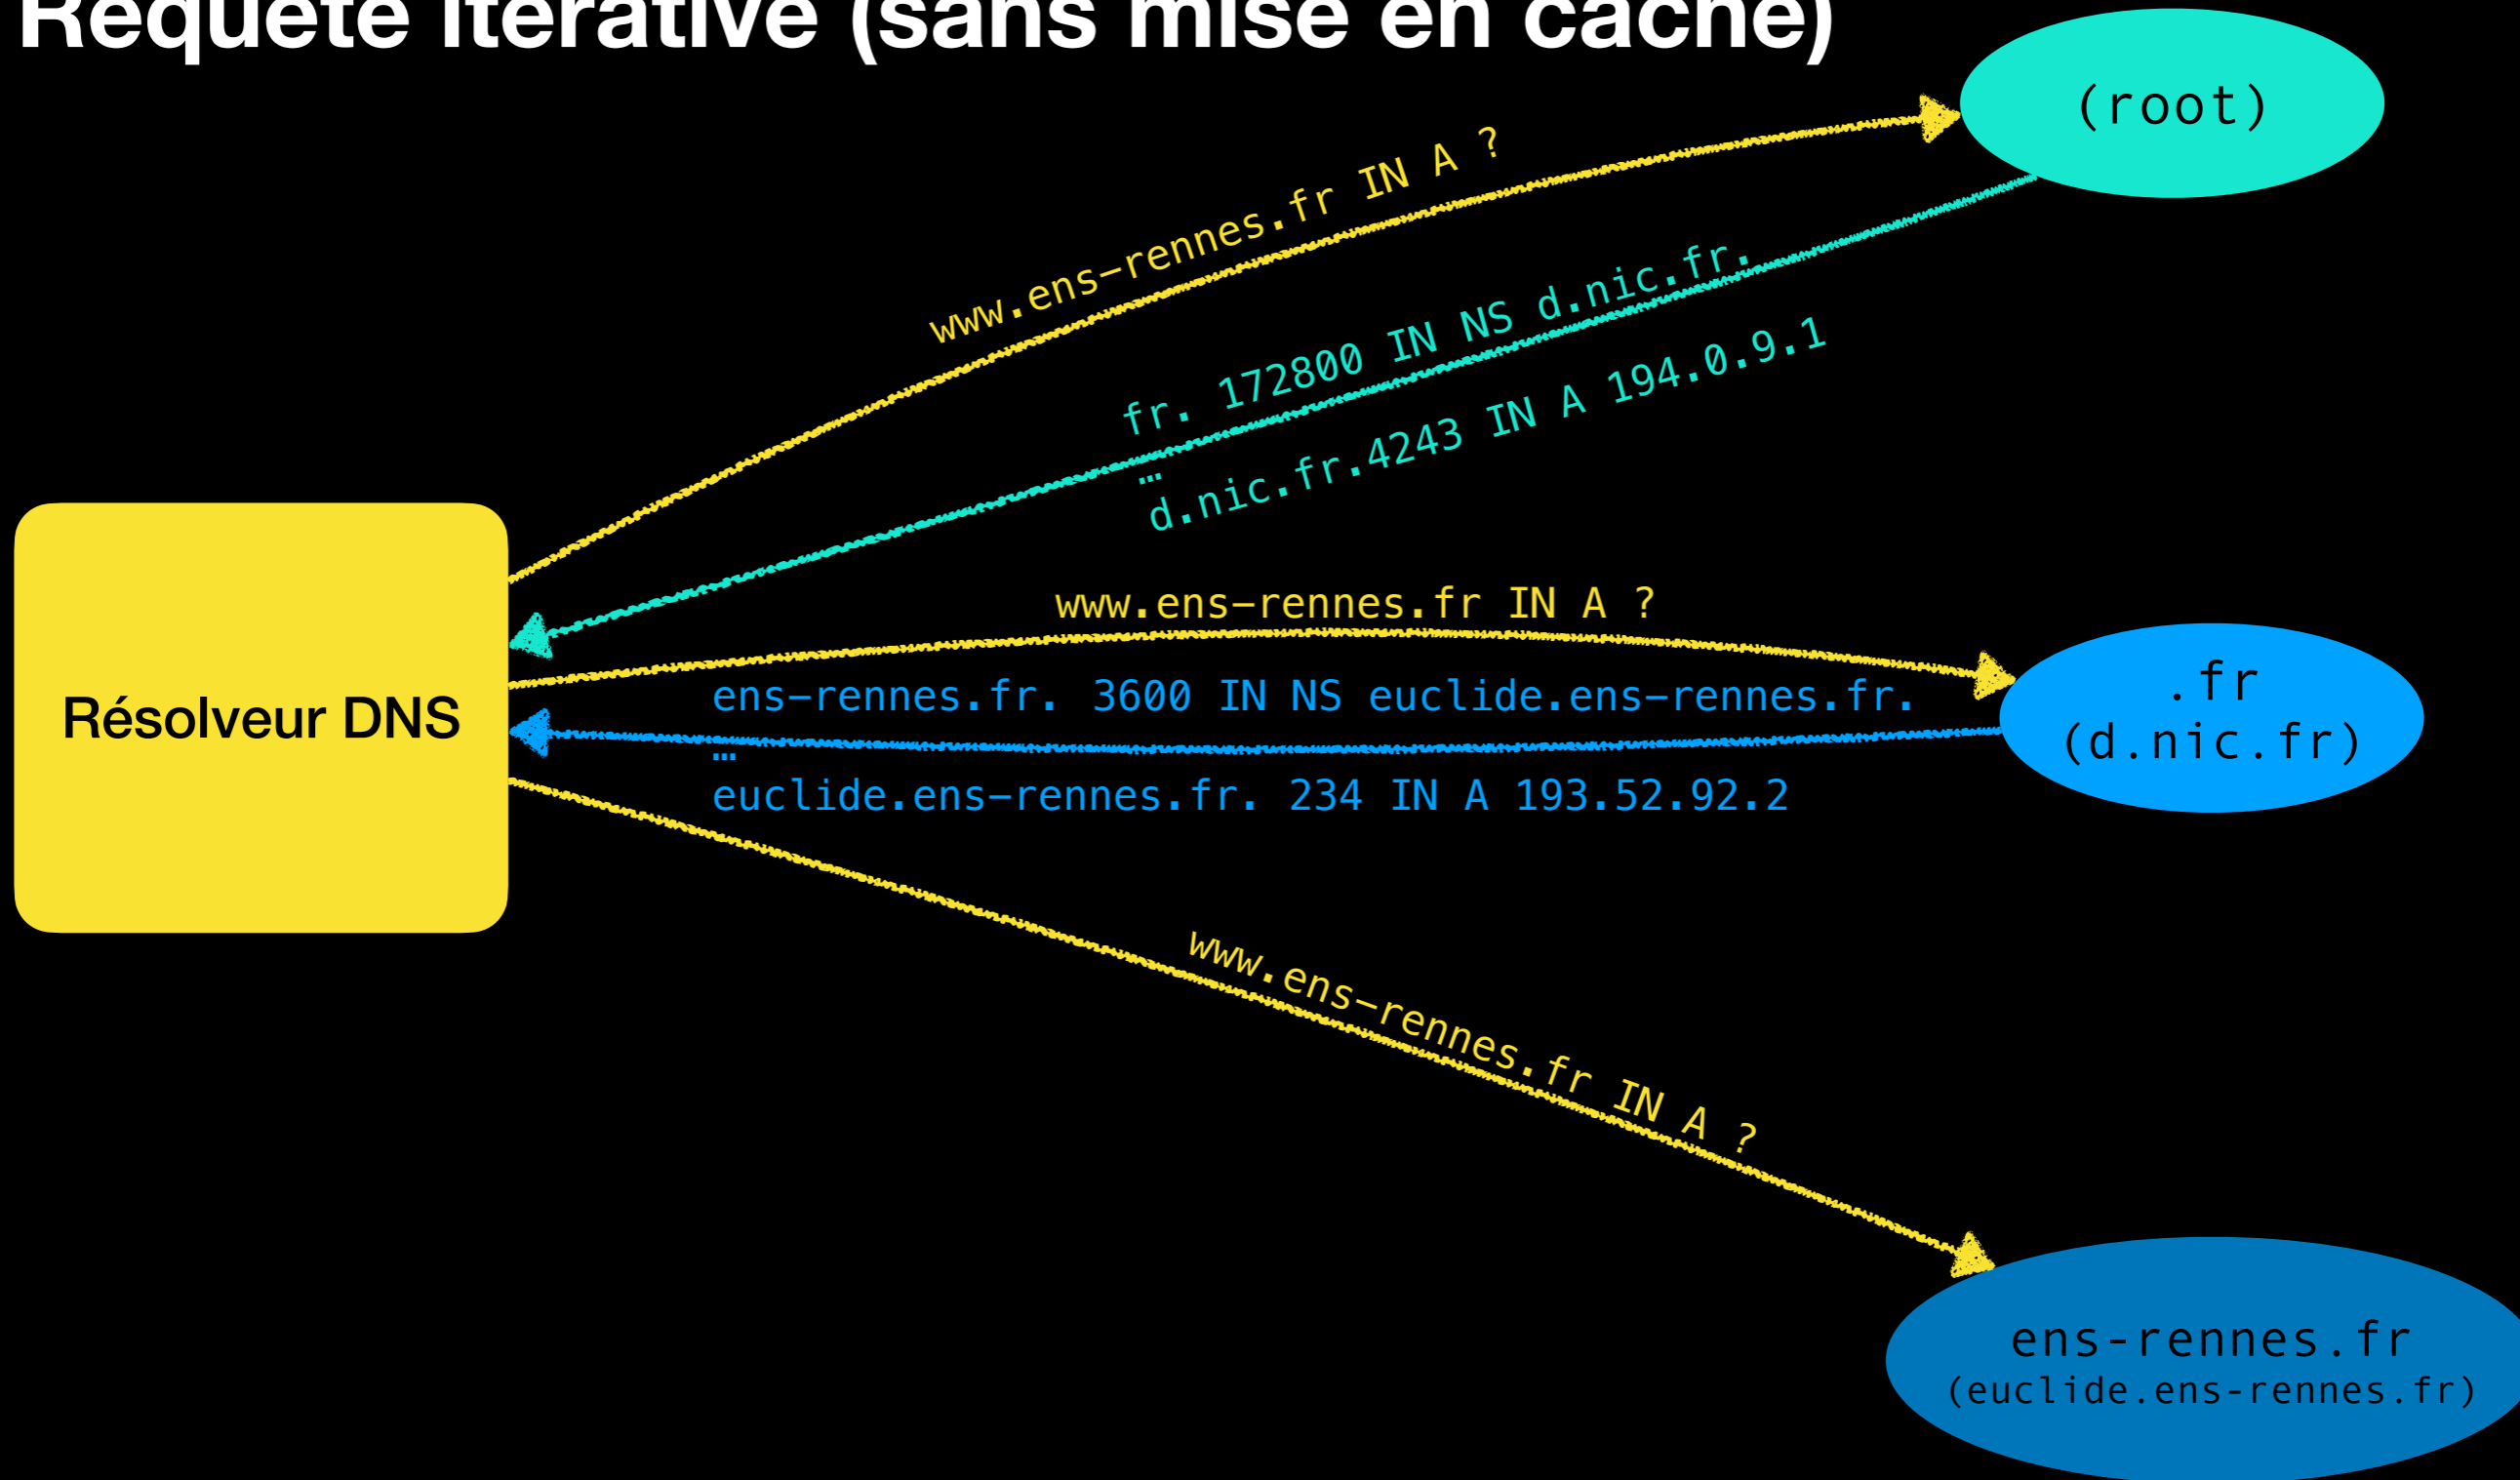 Requête itérative (sans mise en cache)
(root)
www.ens-rennes.fr IN A ?
fr. 172800 IN NS d.nic.fr.
…
d.nic.fr.4243 IN A 194.0.9.1
www.ens-rennes.fr IN A ?
Résolveur DNS
ens-rennes.fr. 3600 IN NS euclide.ens-rennes.fr.
…
euclide.ens-rennes.fr. 234 IN A 193.52.92.2
.fr
(d.nic.fr)
www.ens-rennes.fr IN A ?
ens-rennes.fr
(euclide.ens-rennes.fr)